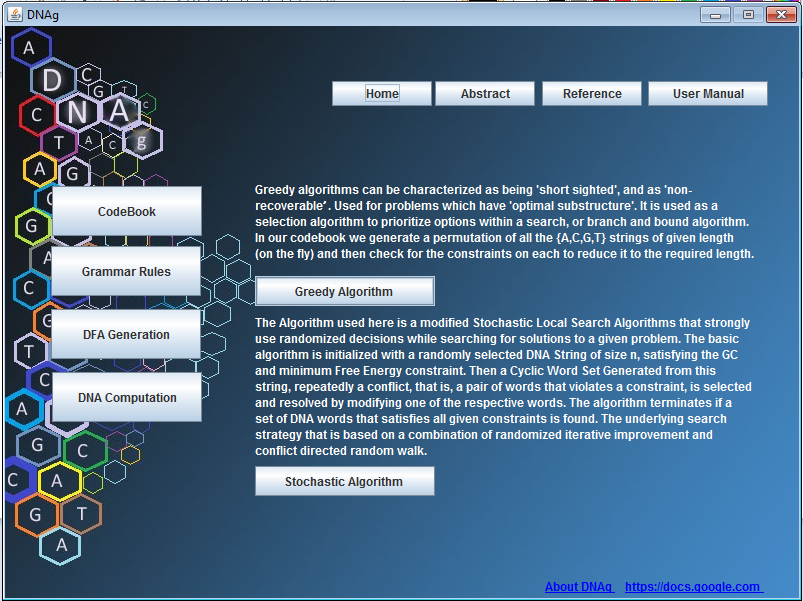 DNAg
A
D
C
G
T
C
C
N
A
T
A
C
g
A
G
Home
Abstract
Reference
User Manual
CodeBook
Grammar Rules
DFA Generation
DNA Computation
G
A
C
G
T
C
A
G
C
C
A
G
T
A
Greedy algorithms can be characterized as being 'short sighted', and as 'non-
recoverable'. Used for problems which have 'optimal substructure'. It is used as a
selection algorithm to prioritize options within a search, or branch and bound algorithm.
In our codebook we generate a permutation of all the {A,C,G,T} strings of given length
(on the fly) and then check for the constraints on each to reduce it to the required length.
Greedy Algorithm
The Algorithm used here is a modified Stochastic Local Search Algorithms that strongly
use randomized decisions while searching for solutions to a given problem. The basic
algorithm is initialized with a randomly selected DNA String of size n, satisfying the GC
and minimum Free Energy constraint. Then a Cyclic Word Set Generated from this
string, repeatedly a conflict, that is, a pair of words that violates a constraint, is selected
and resolved by modifying one of the respective words. The algorithm terminates if a
set of DNA words that satisfies all given constraints is found. The underlying search
strategy that is based on a combination of randomized iterative improvement and
conflict directed random walk.
Stochastic Algorithm
About DNAg https://docs.google.com